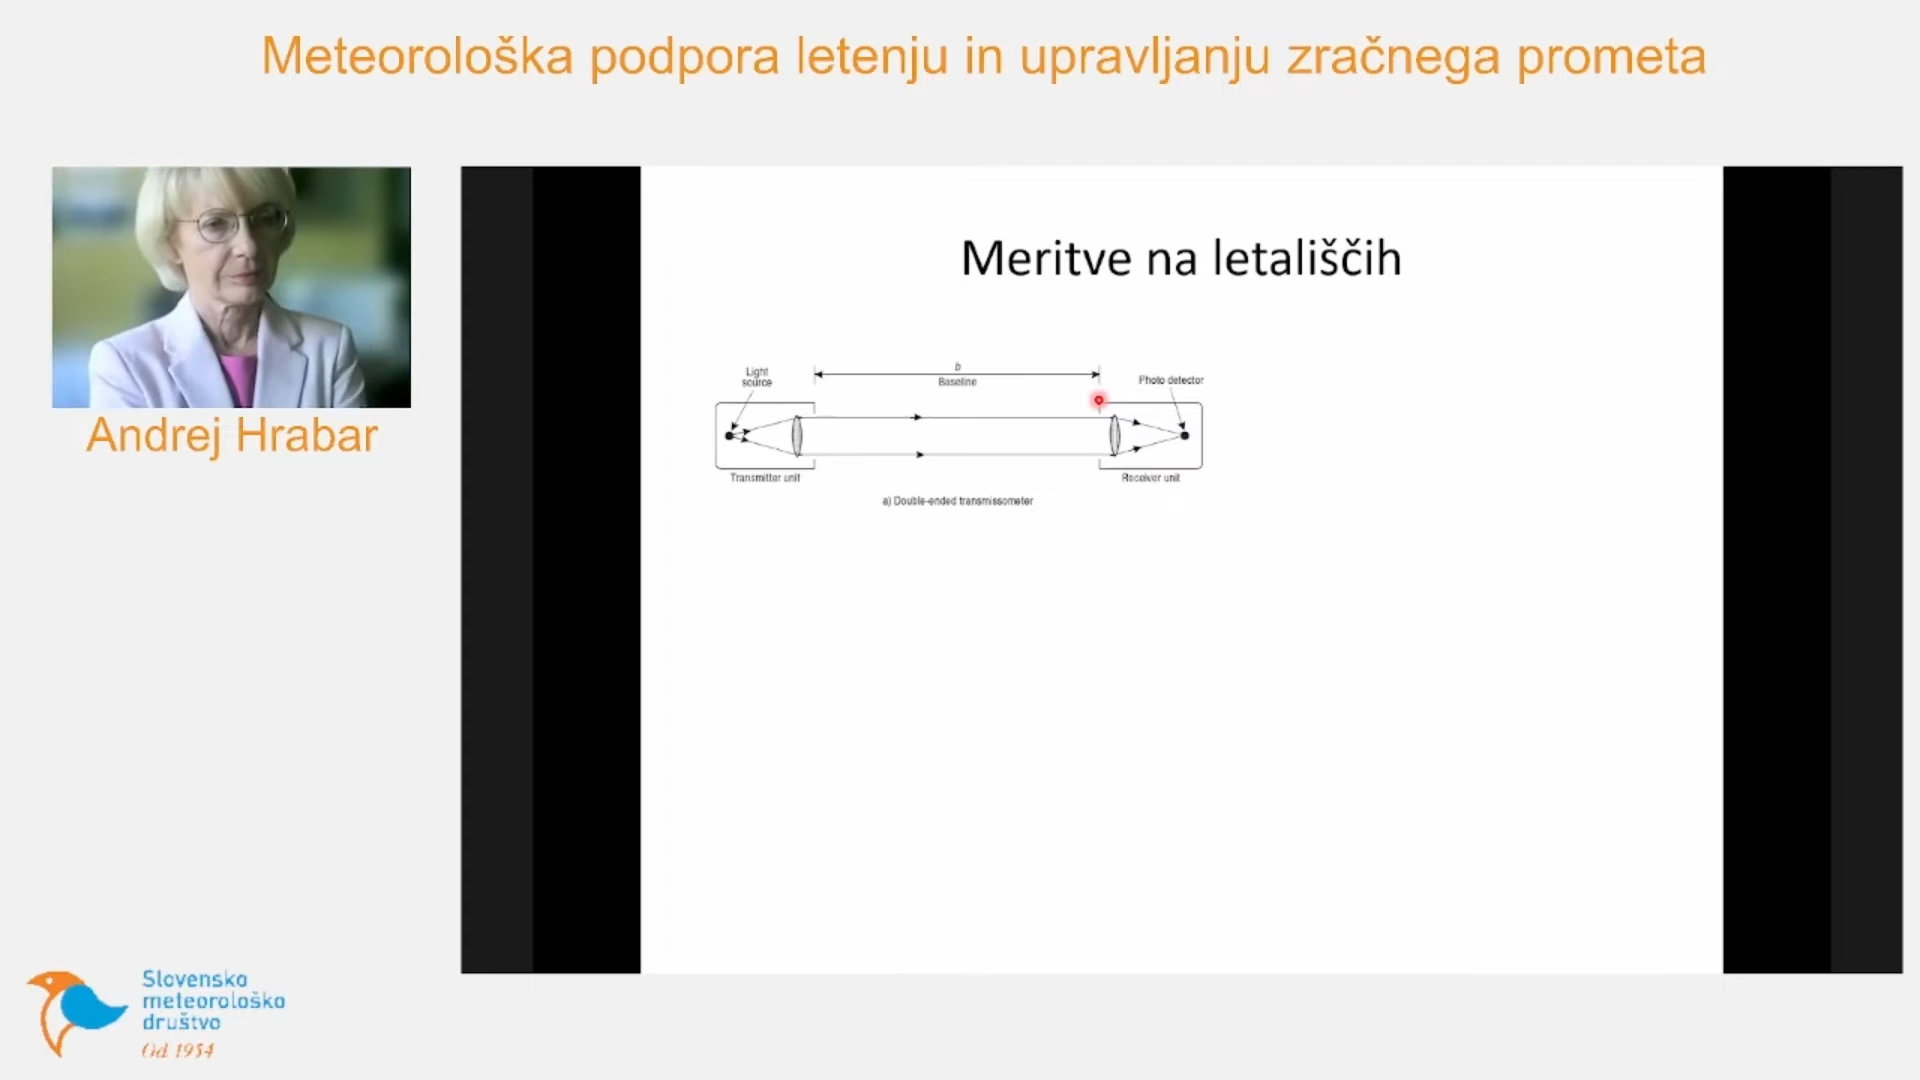 Meteorološka podpora letenju in upravljanju zračnega prometa
Andrej Hrabar
Meritve na letališčih
Light
source
b
Baseline
Photo detector
Transmitter unit
Receiver unit
a) Double-ended transmissometer
Slovensko
meteorološko
društvo
Od 1954